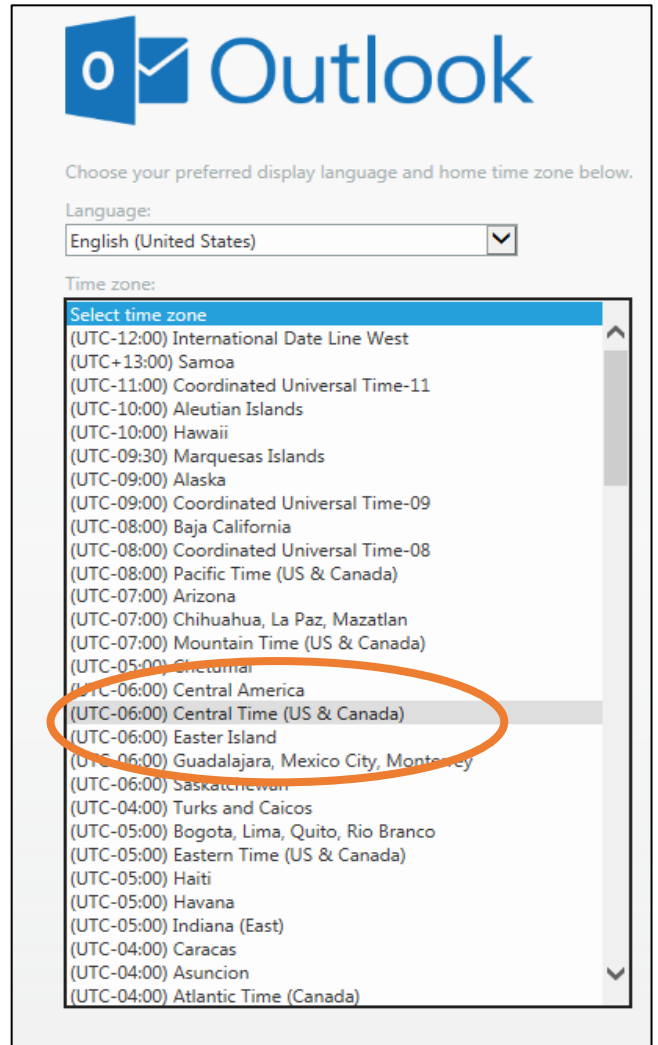 Outlook
Choose your preferred display language and home time zone below.
Language:
English (United States)
Time zone:
Select time zone
(UTC-12:00) International Date Line West
(UTC+13:00) Samoa
(UTC-11:00) Coordinated Universal Time-11
(UTC-10:00) Aleutian Islands
(UTC-10:00) Hawaii
(UTC-09:30) Marquesas Islands
(UTC-09:00) Alaska
(UTC-09:00) Coordinated Universal Time-09
(UTC-08:00) Baja California
(UTC-08:00) Coordinated Universal Time-08
(UTC-08:00) Pacific Time (US & Canada)
(UTC-07:00) Arizona
(UTC-07:00) Chihuahua, La Paz, Mazatlan
(UTC-07:00) Mountain Time (US & Canada)
(UTC-05:00) Chetumal
(UTC-06:00) Central America
(UTC-06:00) Central Time (US & Canada)
(UTC-06:00) Easter Island
(UTC-06:00) Guadalajara, Mexico City, Monterrey
(UTC-06:00) Saskatchewan
(UTC-04:00) Turks and Caicos
(UTC-05:00) Bogota, Lima, Quito, Rio Branco
(UTC-05:00) Eastern Time (US & Canada)
(UTC-05:00) Haiti
(UTC-05:00) Havana
(UTC-05:00) Indiana (East)
(UTC-04:00) Caracas
(UTC-04:00) Asuncion
(UTC-04:00) Atlantic Time (Canada)